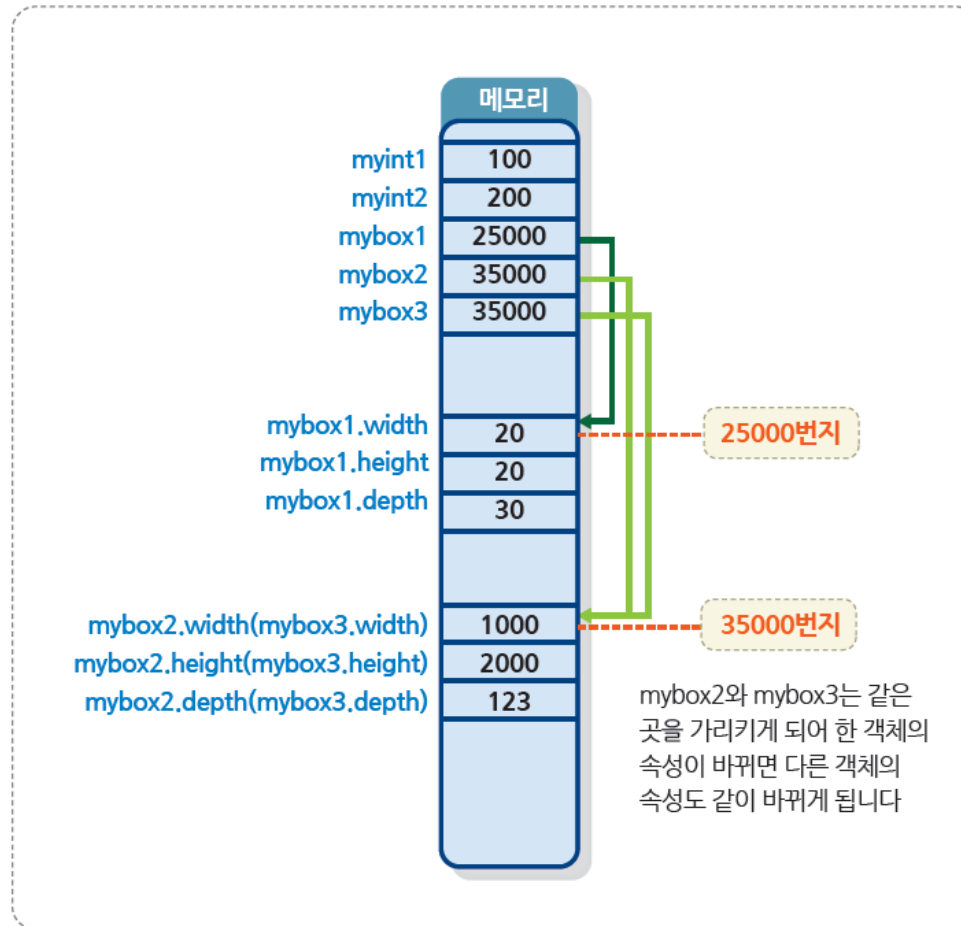 메모리
myint1 100
myint2 200
mybox1 25000
mybox2 35000
mybox3 35000
mybox1.width 20 25000번지
mybox1.height 20
mybox1.depth 30
mybox2.width(mybox3.width) 1000 35000번지
mybox2.height(mybox3.height) 2000
mybox2.depth(mybox3.depth) 123
mybox2와 mybox3는 같은
곳을 가리키게 되어 한 객체의
속성이 바뀌면 다른 객체의
속성도 같이 바뀌게 됩니다